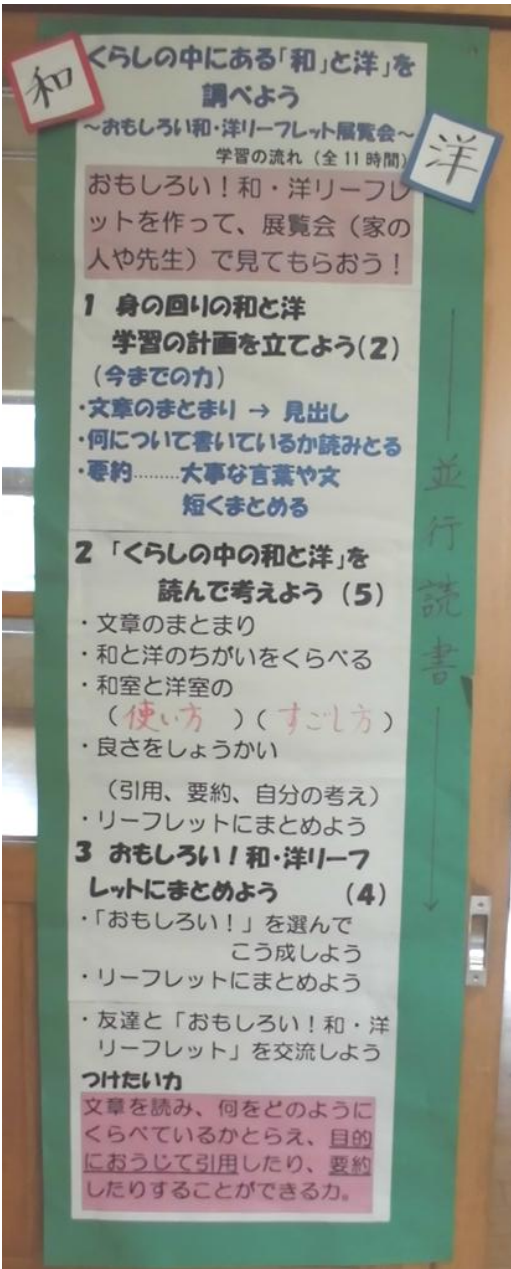 和
洋
くらしの中にある「和」と洋」を
調べよう
～おもしろい和・洋リーフレット展覧会～
学習の流れ（全11時間）
おもしろい！和・洋リーフレ
ットを作って、展覧会（家の
人や先生）で見てもらおう！
1 身の回りの和と洋
学習の計画を立てよう(2)
（今までの力）
・文章のまとまり → 見出し
・何について書いているか読みとる
・要約………大事な言葉や文
短くまとめる
2 「くらしの中の和と洋」を
読んで考えよう（5）
・文章のまとまり
・和と洋のちがいをくらべる
・和室と洋室の
（使い方 ）（すごし方）
・良さをしょうかい
（引用、要約、自分の考え）
・リーフレットにまとめよう
3 おもしろい！和・洋リーフ
レットにまとめよう （4）
・「おもしろい！」を選んで
こう成しよう
・リーフレットにまとめよう
・友達と「おもしろい！和・洋
リーフレット」を交流しよう
つけたい力
文章を読み、何をどのように
くらべているかとらえ、目的
におうじて引用したり、要約
したりすることができる力。
並行読書